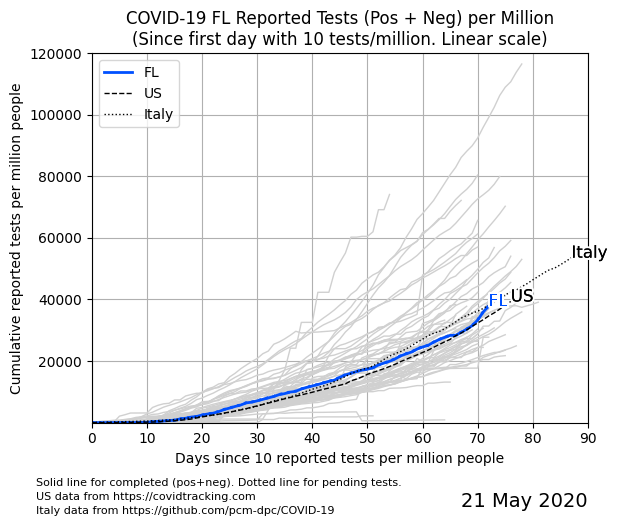 COVID-19 FL Reported Tests (Pos + Neg) per Million
(Since first day with 10 tests/million. Linear scale)
Cumulative reported tests per million people
120000
100000
80000
60000
40000
20000
FL
US
Italy
Italy
FL
US
0 10 20 30 40 50 60 70 80 90
Days since 10 reported tests per million people
Solid line for completed (pos+neg). Dotted line for pending tests.
US data from https://covidtracking.com
Italy data from https://github.com/pcm-dpc/COVID-19
21 May 2020